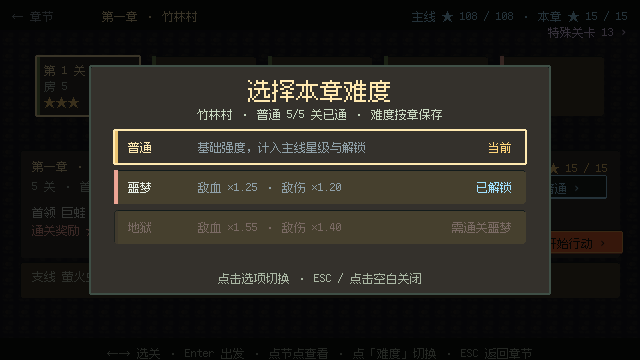 ← 章节 第一章 · 竹林村 主线 ★ 108 / 108 · 本章 ★ 15 / 15
特殊关卡 13 ›
第 1 关
房 5
★★★
选择本章难度
竹林村 · 普通 5/5 关已通 · 难度按章保存
普通 基础强度，计入主线星级与解锁 当前
噩梦 敌血 ×1.25 · 敌伤 ×1.20 已解锁
地狱 敌血 ×1.55 · 敌伤 ×1.40 需通关噩梦
点击选项切换 · ESC / 点击空白关闭
第一章 · ★ 15 / 15
5 关 · 首
普通 ›
首领 巨蛙
通关奖励
开始行动 ›
支线 萤火
←→ 选关 · Enter 出发 · 点节点查看 · 点「难度」切换 · ESC 返回章节